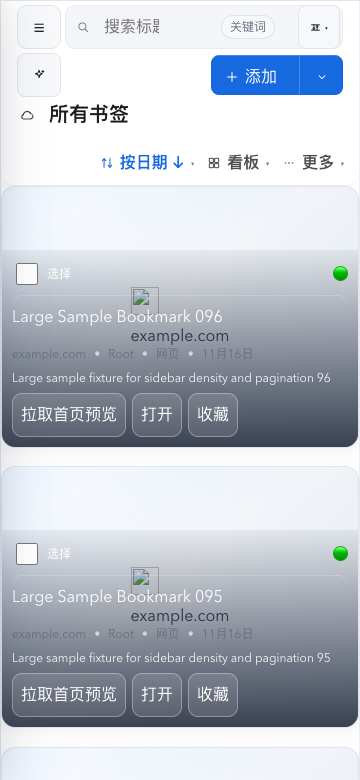 搜索标题 关键词
添加
所有书签
按日期 看板 更多
选择
Large Sample Bookmark 096
example.com
example.com • Root • 网页 • 11月16日
Large sample fixture for sidebar density and pagination 96
拉取首页预览 打开 收藏
选择
Large Sample Bookmark 095
example.com
example.com • Root • 网页 • 11月16日
Large sample fixture for sidebar density and pagination 95
拉取首页预览 打开 收藏